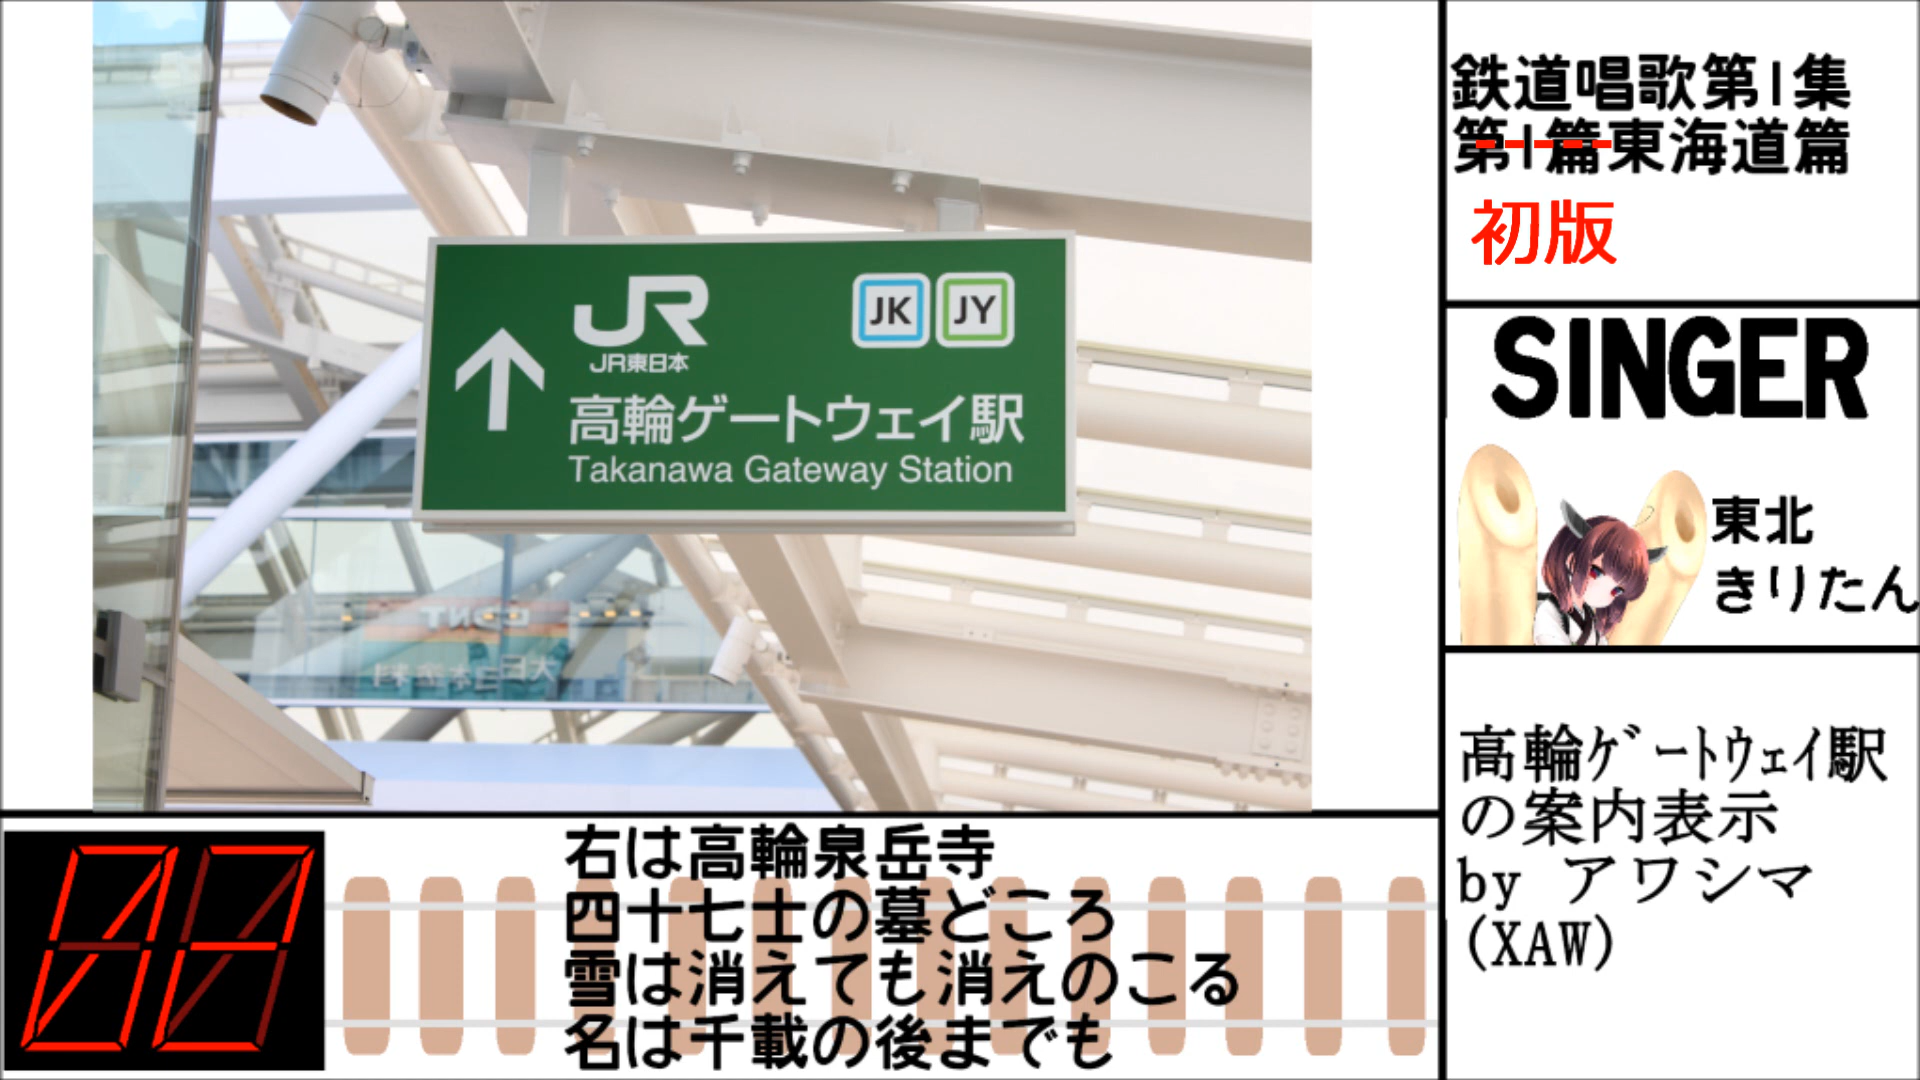 JR
JR東日本
JK JY
高輪ゲートウェイ駅
Takanawa Gateway Station
鉄道唱歌第1集
第1篇東海道篇
初版
SINGER
東北
きりたん
高輪ｹﾞｰﾄｳｪｲ駅
の案内表示
by アワシマ
(XAW)
02
右は高輪泉岳寺
四十七士の墓どころ
雪は消えても消えのこる
名は千載の後までも